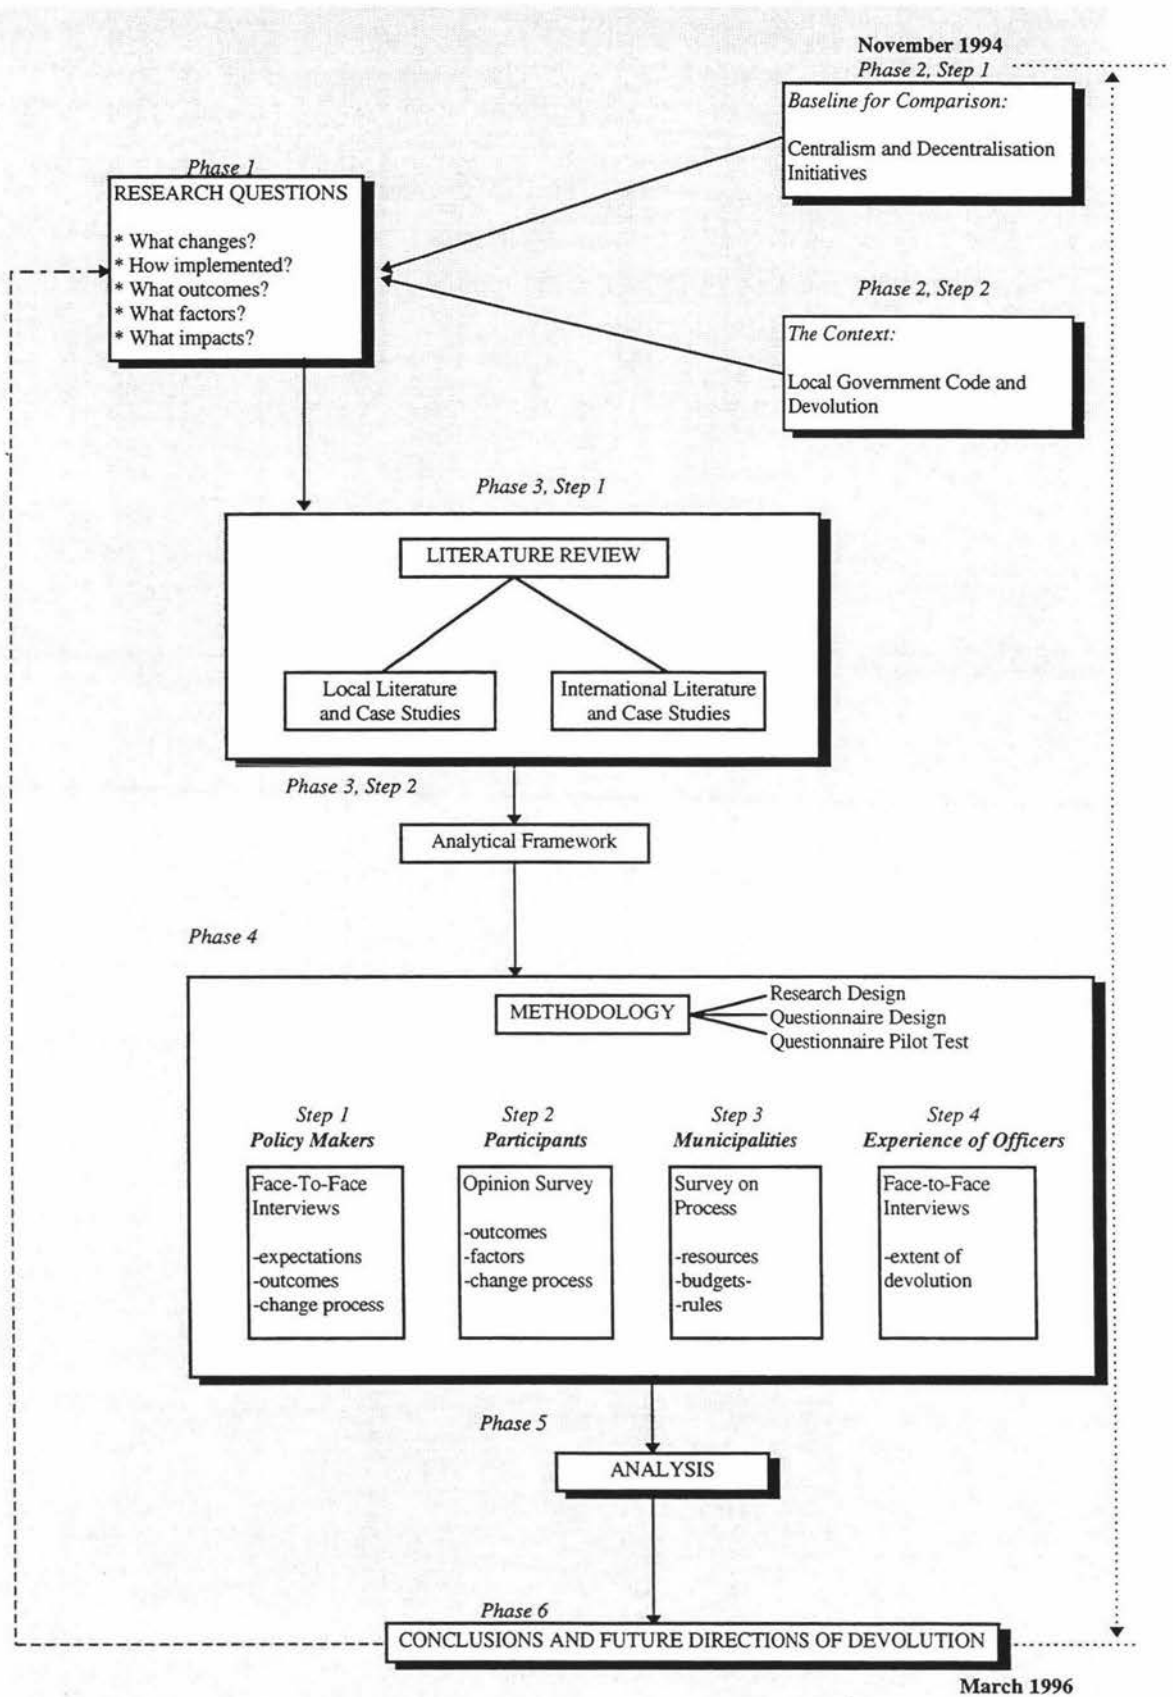 November 1994
Phase 2, Step 1
Baseline for Comparison:
Centralism and Decentralisation
Initiatives
Phase 1
RESEARCH QUESTIONS
* What changes?
* How implemented?
* What outcomes?
* What factors?
* What impacts?
Phase 2, Step 2
The Context:
Local Government Code and
Devolution
Phase 3, Step 1
LITERATURE REVIEW
Local Literature
and Case Studies
International Literature
and Case Studies
Phase 3, Step 2
Analytical Framework
Phase 4
METHODOLOGY
Research Design
Questionnaire Design
Questionnaire Pilot Test
Step 1
Policy Makers
Face-To-Face
Interviews
-expectations
-outcomes
-change process
Step 2
Participants
Opinion Survey
-outcomes
-factors
-change process
Step 3
Municipalities
Survey on
Process
-resources
-budgets-
-rules
Step 4
Experience of Officers
Face-to-Face
Interviews
-extent of
devolution
Phase 5
ANALYSIS
Phase 6
CONCLUSIONS AND FUTURE DIRECTIONS OF DEVOLUTION
March 1996